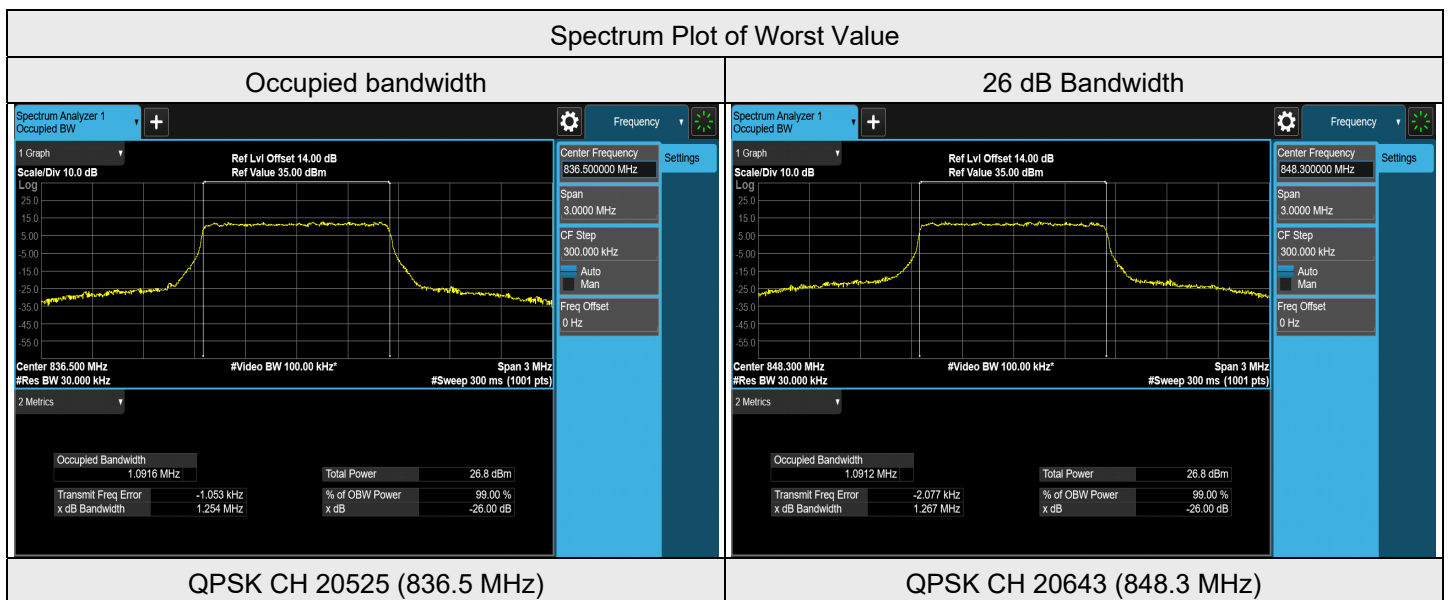 Spectrum Plot of Worst Value
Occupied bandwidth
26 dB Bandwidth
Spectrum Analyzer 1
Occupied BW
+
Frequency
1 Graph
Ref Lvl Offset 14.00 dB
Scale/Div 10.0 dB
Ref Value 35.00 dBm
Log
25.0
15.0
5.00
-5.00
-15.0
-25.0
-35.0
-45.0
-55.0
Center 836.500 MHz
#Video BW 100.00 kHz*
Span 3 MHz
#Res BW 30.000 kHz
#Sweep 300 ms (1001 pts)
Center Frequency
836.500000 MHz
Settings
Span
3.0000 MHz
CF Step
300.000 kHz
Auto
Man
Freq Offset
0 Hz
2 Metrics
Occupied Bandwidth
1.0916 MHz
Total Power 26.8 dBm
Transmit Freq Error -1.053 kHz % of OBW Power 99.00 %
x dB Bandwidth 1.254 MHz x dB -26.00 dB
QPSK CH 20525 (836.5 MHz)
Spectrum Analyzer 1
Occupied BW
+
Frequency
1 Graph
Ref Lvl Offset 14.00 dB
Scale/Div 10.0 dB
Ref Value 35.00 dBm
Log
25.0
15.0
5.00
-5.00
-15.0
-25.0
-35.0
-45.0
-55.0
Center 848.300 MHz
#Video BW 100.00 kHz*
Span 3 MHz
#Res BW 30.000 kHz
#Sweep 300 ms (1001 pts)
Center Frequency
848.300000 MHz
Settings
Span
3.0000 MHz
CF Step
300.000 kHz
Auto
Man
Freq Offset
0 Hz
2 Metrics
Occupied Bandwidth
1.0912 MHz
Total Power 26.8 dBm
Transmit Freq Error -2.077 kHz % of OBW Power 99.00 %
x dB Bandwidth 1.267 MHz x dB -26.00 dB
QPSK CH 20643 (848.3 MHz)